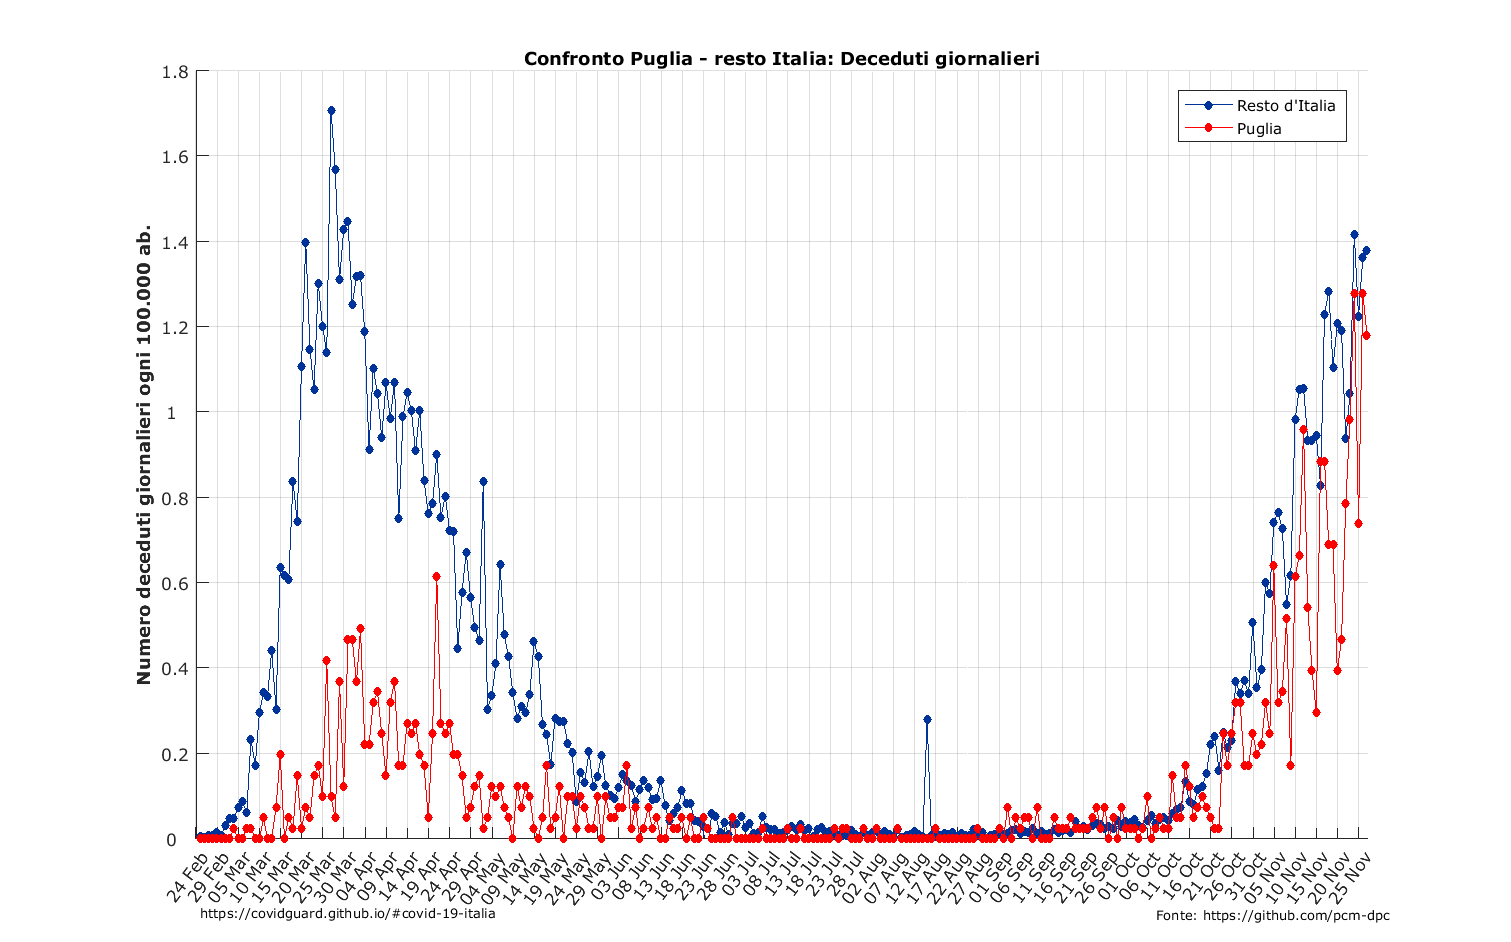 Confronto Puglia - resto Italia: Deceduti giornalieri
Numero deceduti giornalieri ogni 100.000 ab.
1.8
1.6
1.4
1.2
1
0.8
0.6
0.4
0.2
0
Resto d'Italia
Puglia
24 Feb
29 Feb
05 Mar
10 Mar
15 Mar
20 Mar
25 Mar
30 Mar
04 Apr
09 Apr
14 Apr
19 Apr
24 Apr
29 Apr
04 May
09 May
14 May
19 May
24 May
29 May
03 Jun
08 Jun
13 Jun
18 Jun
23 Jun
28 Jun
03 Jul
08 Jul
13 Jul
18 Jul
23 Jul
28 Jul
02 Aug
07 Aug
12 Aug
17 Aug
22 Aug
27 Aug
01 Sep
06 Sep
11 Sep
16 Sep
21 Sep
26 Sep
01 Oct
06 Oct
11 Oct
16 Oct
21 Oct
26 Oct
31 Oct
05 Nov
10 Nov
15 Nov
20 Nov
25 Nov
https://covidguard.github.io/#covid-19-italia
Fonte: https://github.com/pcm-dpc